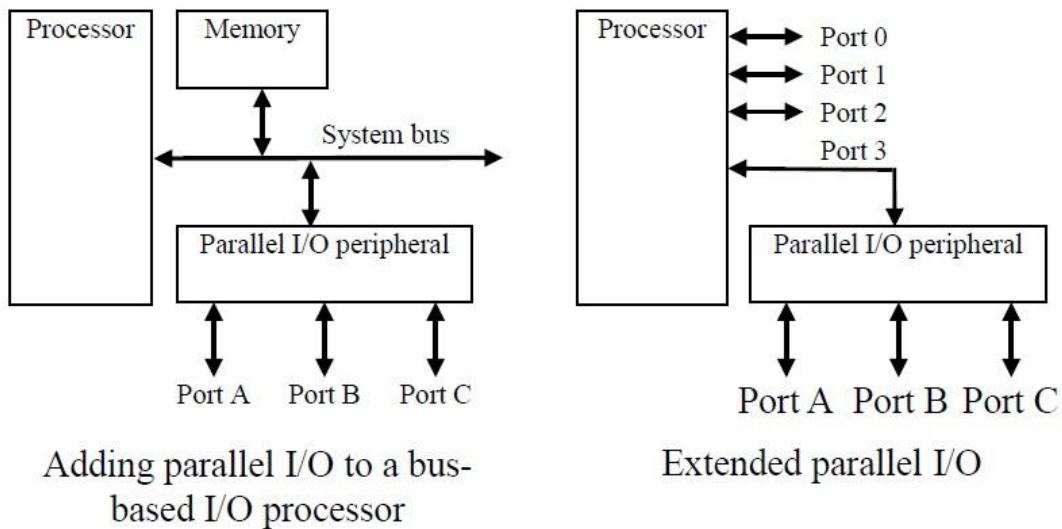 Processor
Memory
System bus
Parallel I/O peripheral
Port A
Port B
Port C
Adding parallel I/O to a bus-
based I/O processor
Processor
Port 0
Port 1
Port 2
Port 3
Parallel I/O peripheral
Port A
Port B
Port C
Extended parallel I/O